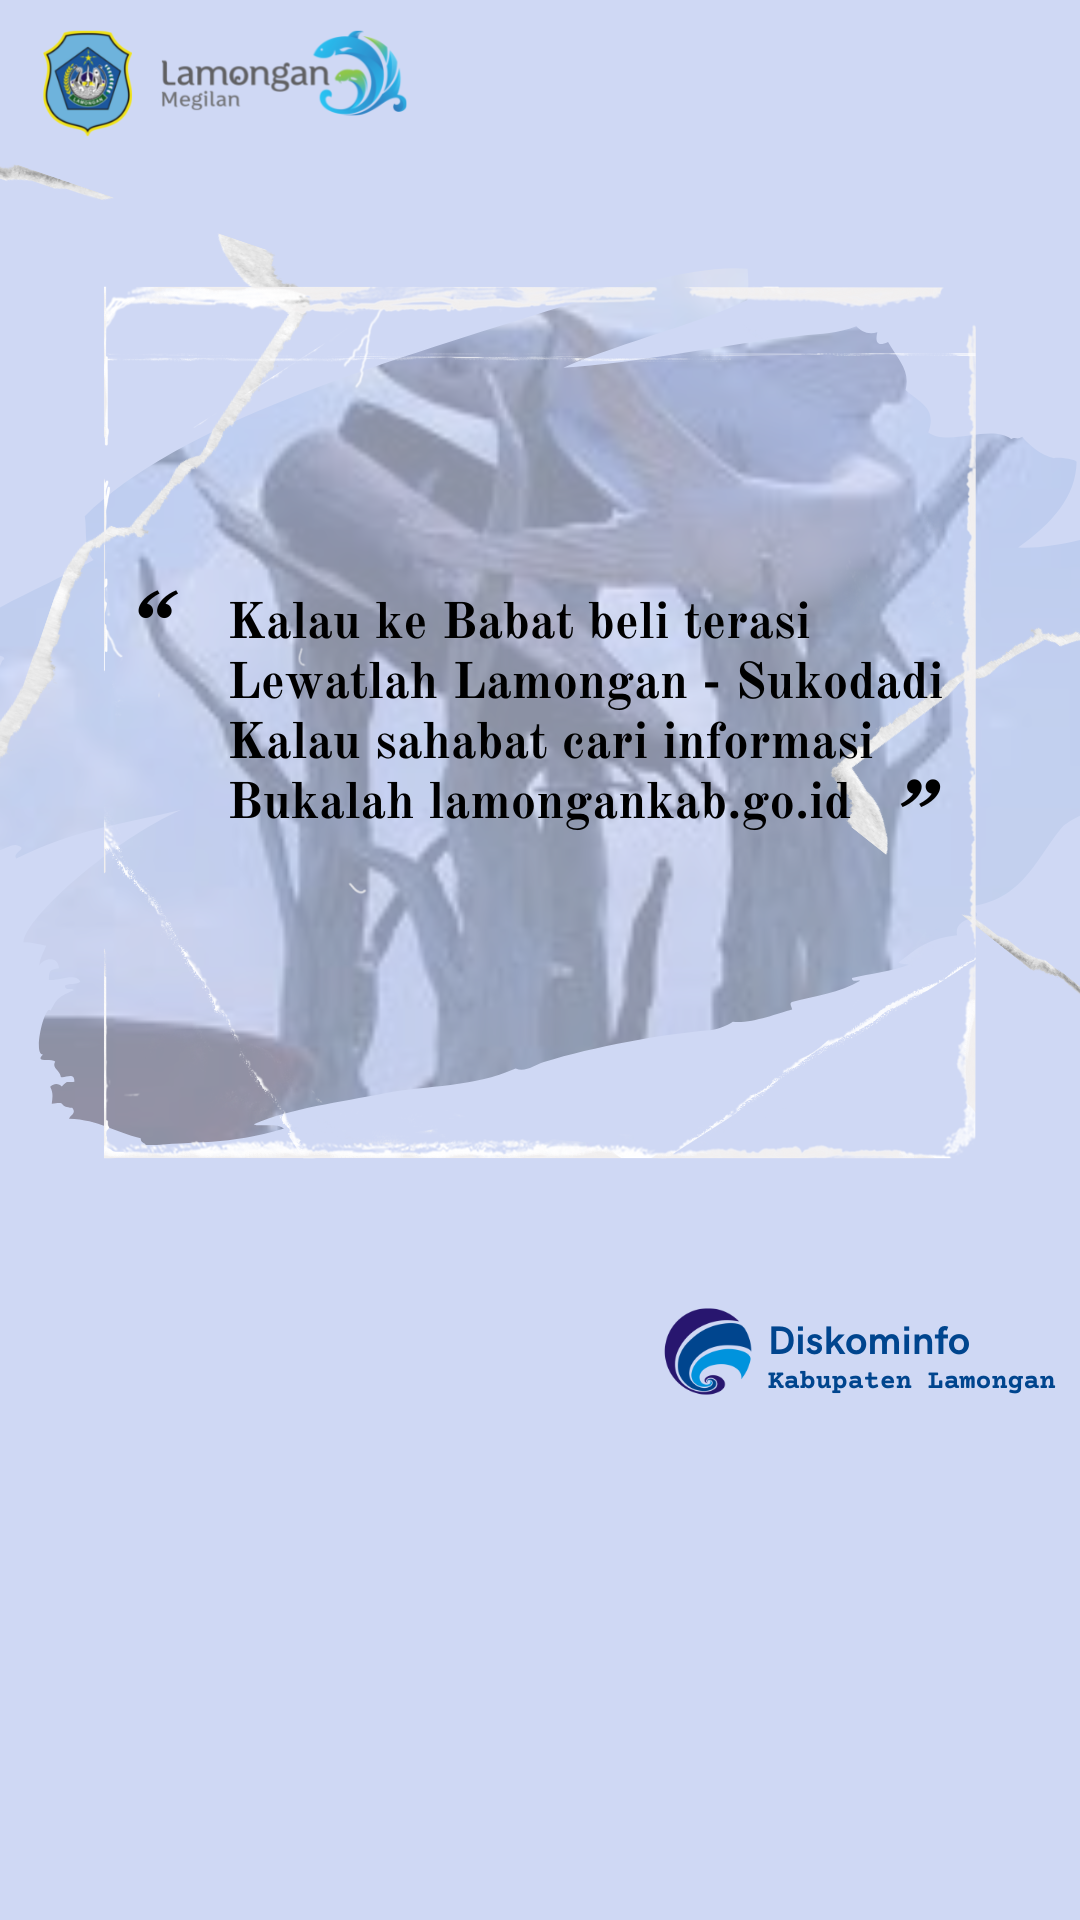 LAMONGAN
Lamongan
Megilan
“ Kalau ke Babat beli terasi
Lewatlah Lamongan - Sukodadi
Kalau sahabat cari informasi
Bukalah lamongankab.go.id ”
Diskominfo
Kabupaten Lamongan